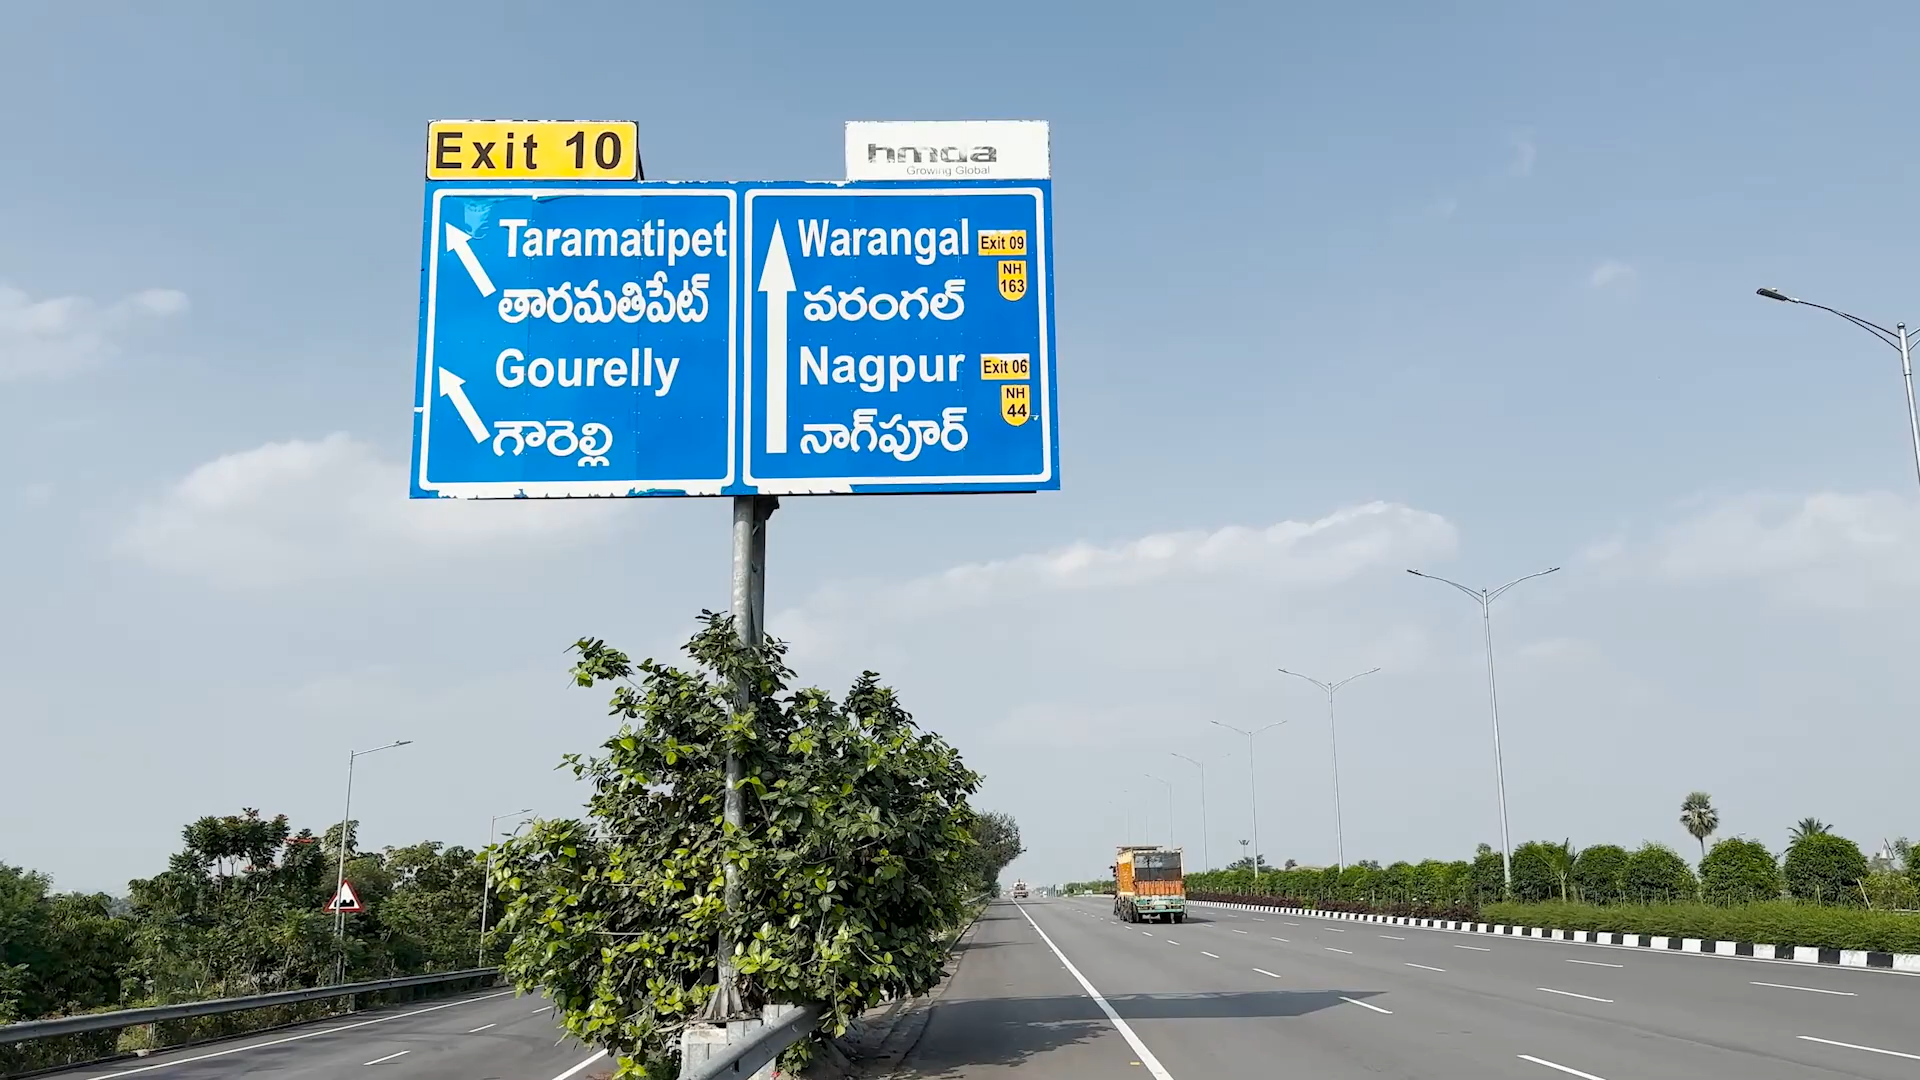 Exit 10
hmda
Growing Global
Taramatipet
తారమతిపేట్
Gourelly
గౌరెల్లి
Warangal Exit 09
NH 163
వరంగల్
Nagpur Exit 06
NH 44
నాగ్‌పూర్